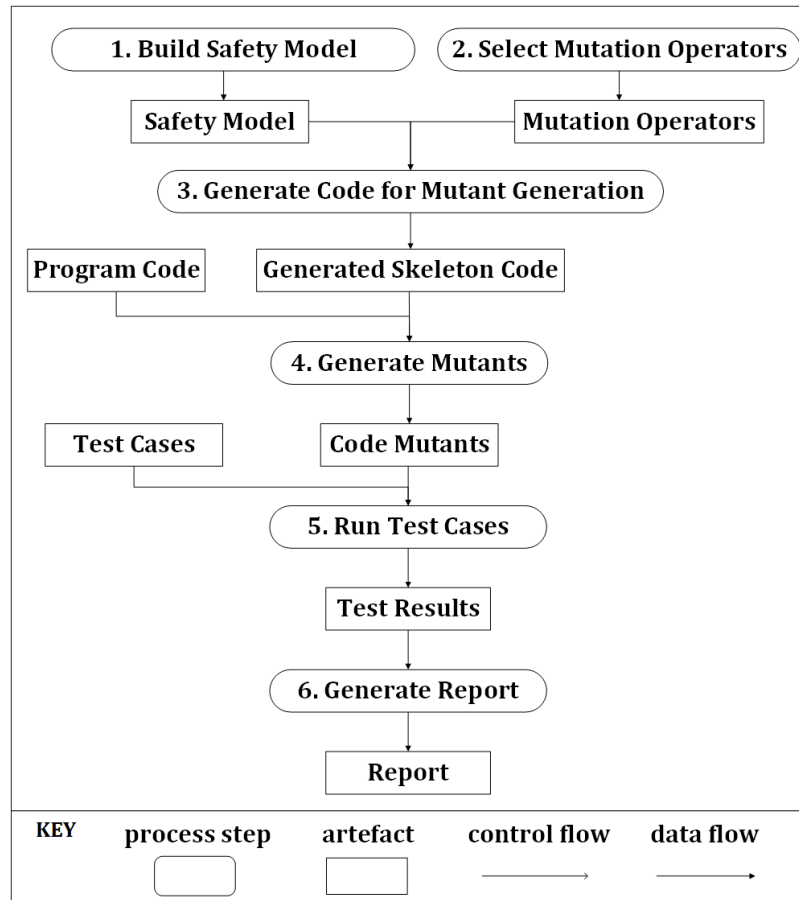 1. Build Safety Model
2. Select Mutation Operators
Safety Model
Mutation Operators
3. Generate Code for Mutant Generation
Program Code
Generated Skeleton Code
4. Generate Mutants
Test Cases
Code Mutants
5. Run Test Cases
Test Results
6. Generate Report
Report
KEY
process step
artefact
control flow
data flow